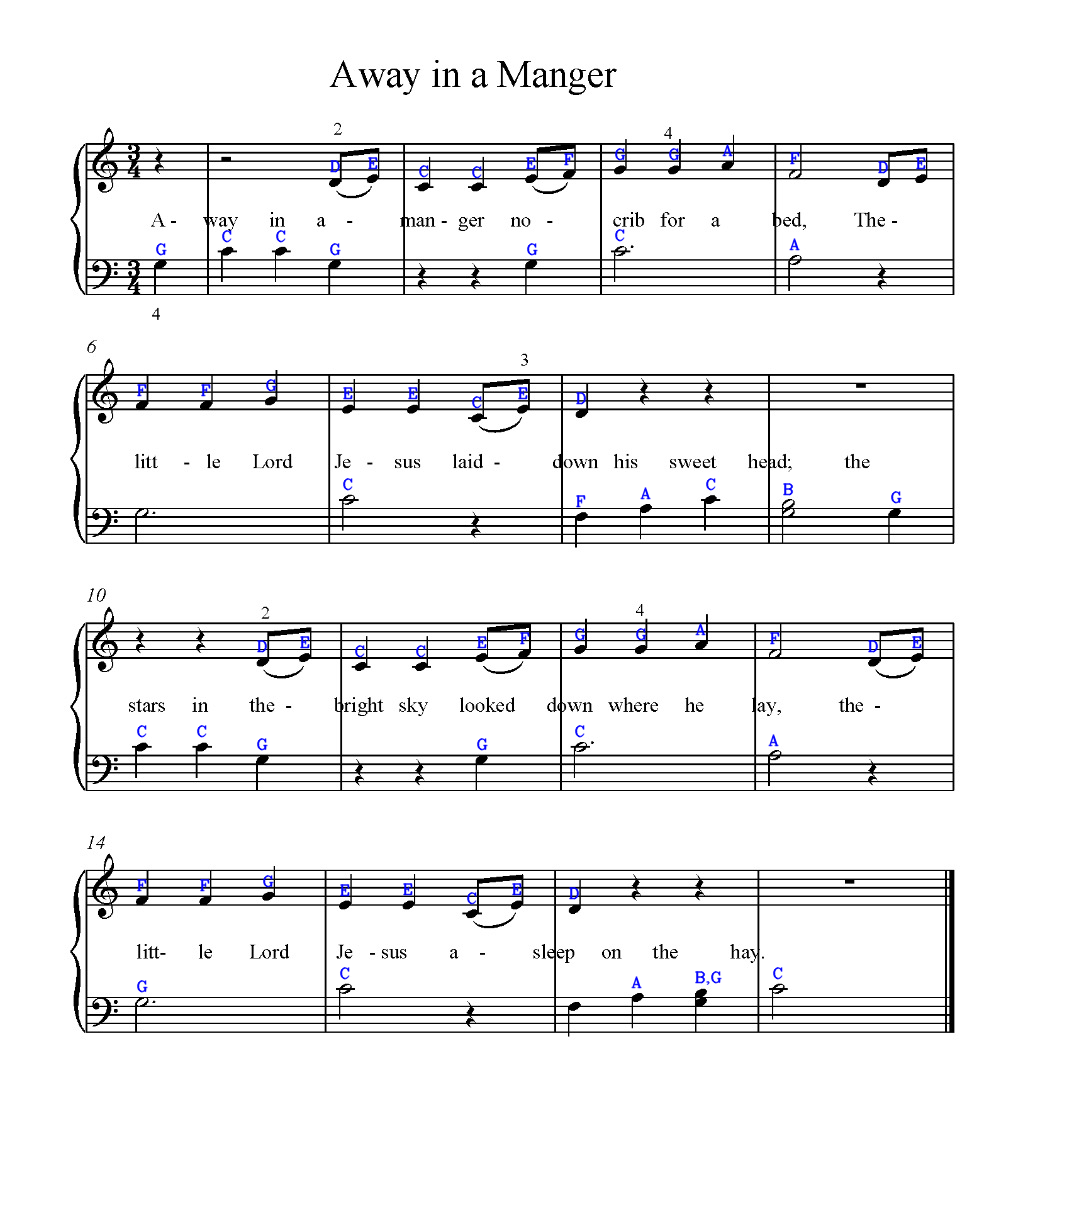 Away in a Manger
2 4
D E C C E F G G A F D E
3 4
A - way in a - man - ger no - crib for a bed, The -
G C C G G C A
3 4
4
6
3
F F G E E C E D
litt - le Lord Je - sus laid - down his sweet head; the
C F A C B G
10
2 4
D E C C E F G G A F D E
stars in the - bright sky looked down where he lay, the -
C C G G C A
14
F F G E E C E D
litt- le Lord Je - sus a - sleep on the hay.
G C A B,G C